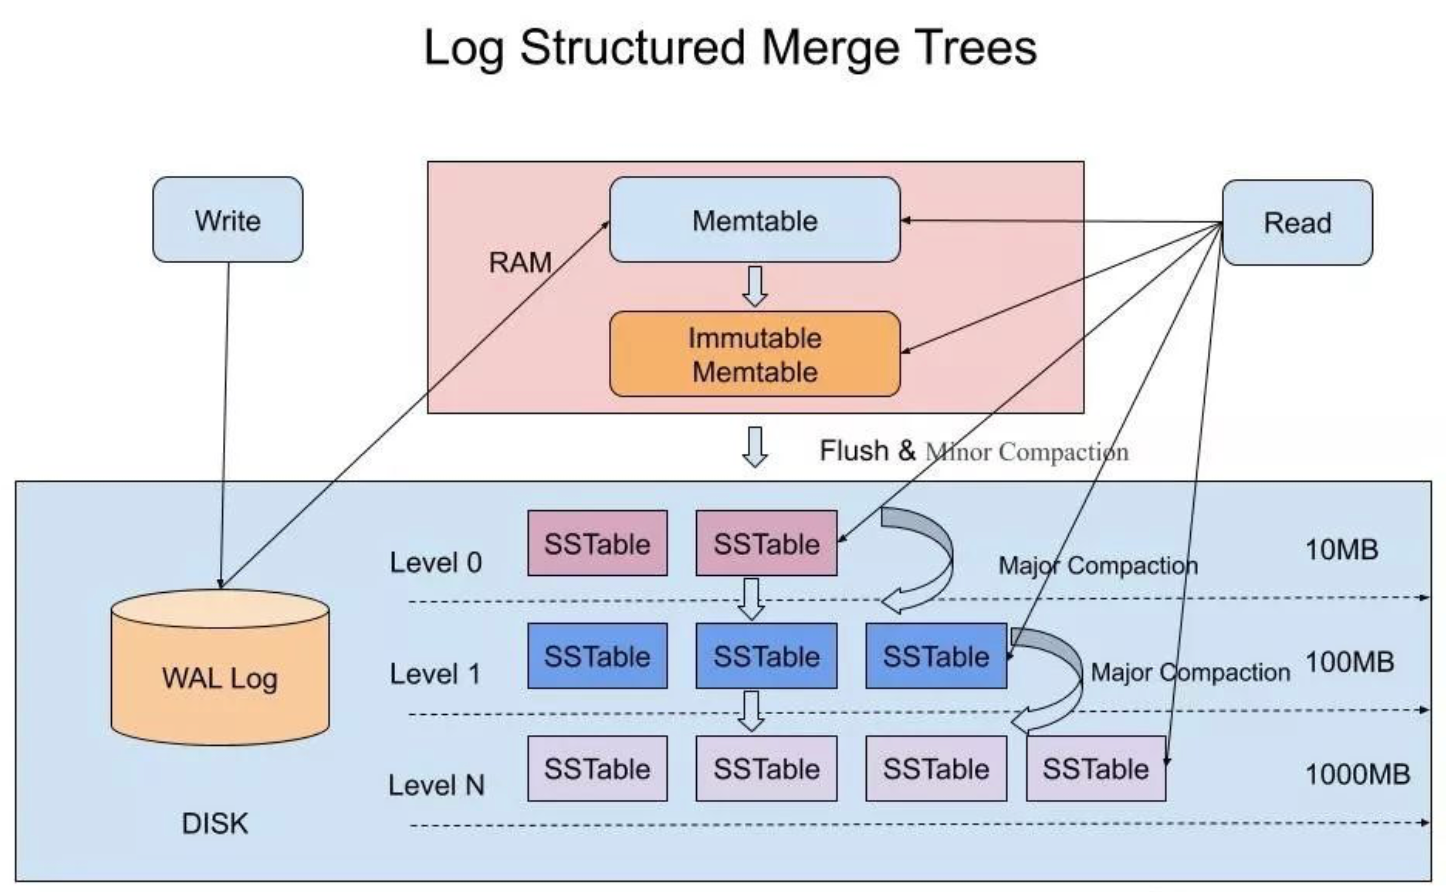 Log Structured Merge Trees
Write
Memtable
Read
RAM
Immutable
Memtable
Flush & Minor Compaction
Level 0
SSTable
SSTable
Major Compaction
10MB
Level 1
SSTable
SSTable
SSTable
Major Compaction
100MB
WAL Log
Level N
SSTable
SSTable
SSTable
SSTable
1000MB
DISK